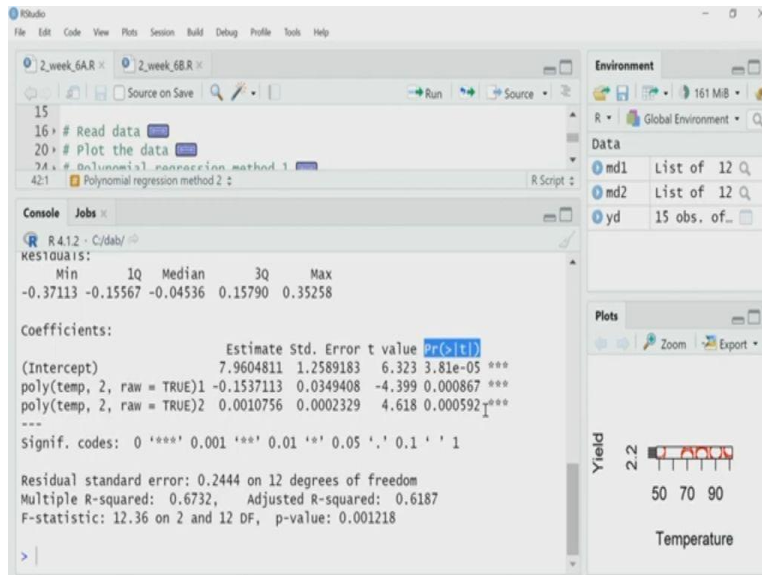 RStudio
File Edit Code View Plots Session Build Debug Profile Tools Help
2_week_6A.R × 2_week_6B.R ×
Source on Save Run Source
15
16 # Read data
20 # Plot the data
24 # Polynomial regression method 1
42:1 Polynomial regression method 2 R Script
Console Jobs ×
R 4.1.2 · C:/dab/
Residuals:
Min 1Q Median 3Q Max
-0.37113 -0.15567 -0.04536 0.15790 0.35258
Coefficients:
Estimate Std. Error t value Pr(>|t|)
(Intercept) 7.9604811 1.2589183 6.323 3.81e-05 ***
poly(temp, 2, raw = TRUE)1 -0.1537113 0.0349408 -4.399 0.000867 ***
poly(temp, 2, raw = TRUE)2 0.0010756 0.0002329 4.618 0.000592 ***
---
Signif. codes: 0 ‘***’ 0.001 ‘**’ 0.01 ‘*’ 0.05 ‘.’ 0.1 ‘ ’ 1
Residual standard error: 0.2444 on 12 degrees of freedom
Multiple R-squared: 0.6732, Adjusted R-squared: 0.6187
F-statistic: 12.36 on 2 and 12 DF, p-value: 0.001218
>
Environment
161 MiB
R Global Environment
Data
md1 List of 12
md2 List of 12
yd 15 obs. of…
Plots
Zoom Export
Yield
2.2
50 70 90
Temperature